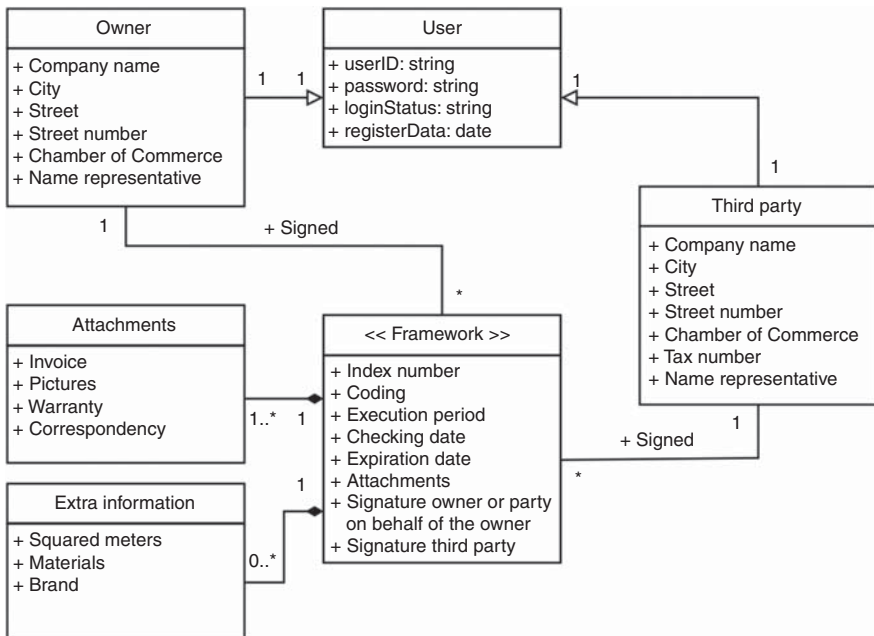 Owner
+ Company name
+ City
+ Street
+ Street number
+ Chamber of Commerce
+ Name representative
1
1
User
+ userID: string
+ password: string
+ loginStatus: string
+ registerData: date
1
1
Third party
+ Company name
+ City
+ Street
+ Street number
+ Chamber of Commerce
+ Tax number
+ Name representative
1
+ Signed
*
Attachments
+ Invoice
+ Pictures
+ Warranty
+ Correspondency
1..*
1
<< Framework >>
+ Index number
+ Coding
+ Execution period
+ Checking date
+ Expiration date
+ Attachments
+ Signature owner or party
on behalf of the owner
+ Signature third party
1
+ Signed
*
Extra information
+ Squared meters
+ Materials
+ Brand
1
0..*